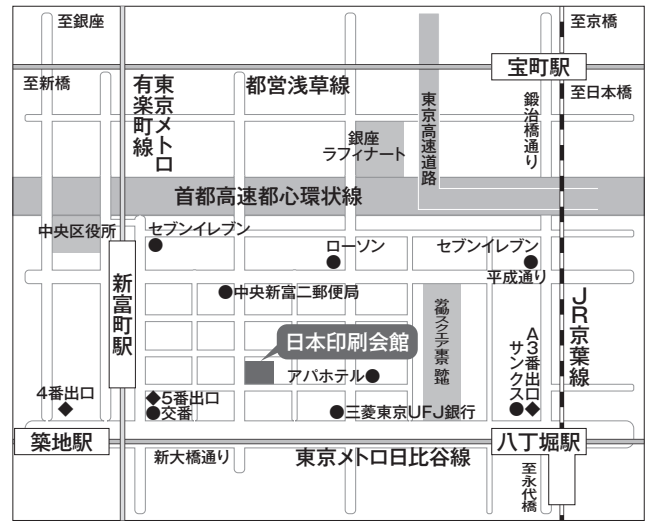 至銀座
至京橋
宝町駅
至新橋
東京メトロ
有楽町線
都営浅草線
東京高速道路
鍛治橋通り
至日本橋
銀座
ラフィナート
首都高速都心環状線
中央区役所
セブンイレブン
ローソン
セブンイレブン
平成通り
新富町駅
中央新富二郵便局
労働スクエア東京 跡地
JR京葉線
日本印刷会館
A3番出口
サンクス
アパホテル
4番出口
5番出口
交番
三菱東京UFJ銀行
築地駅
新大橋通り
東京メトロ日比谷線
八丁堀駅
至永代橋